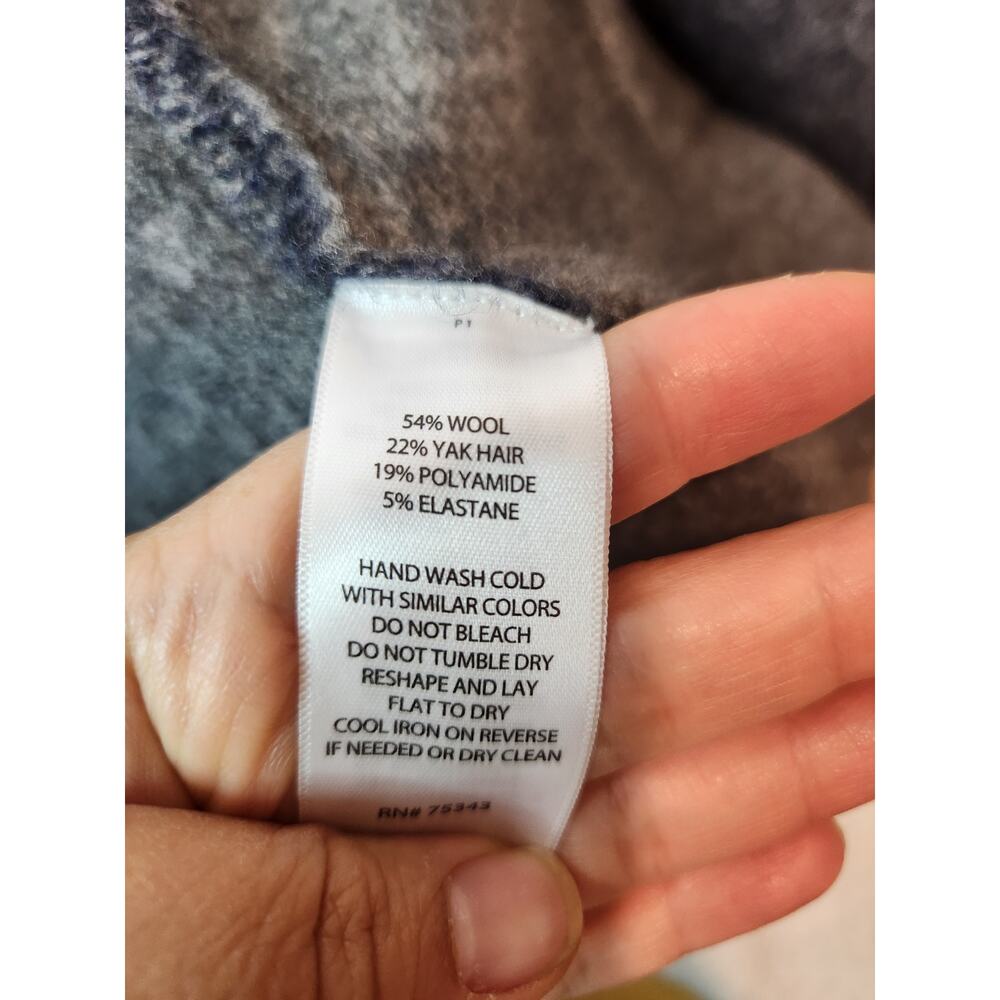 P1
54% WOOL
22% YAK HAIR
19% POLYAMIDE
5% ELASTANE
HAND WASH COLD
WITH SIMILAR COLORS
DO NOT BLEACH
DO NOT TUMBLE DRY
RESHAPE AND LAY
FLAT TO DRY
COOL IRON ON REVERSE
IF NEEDED OR DRY CLEAN
RN# 75343